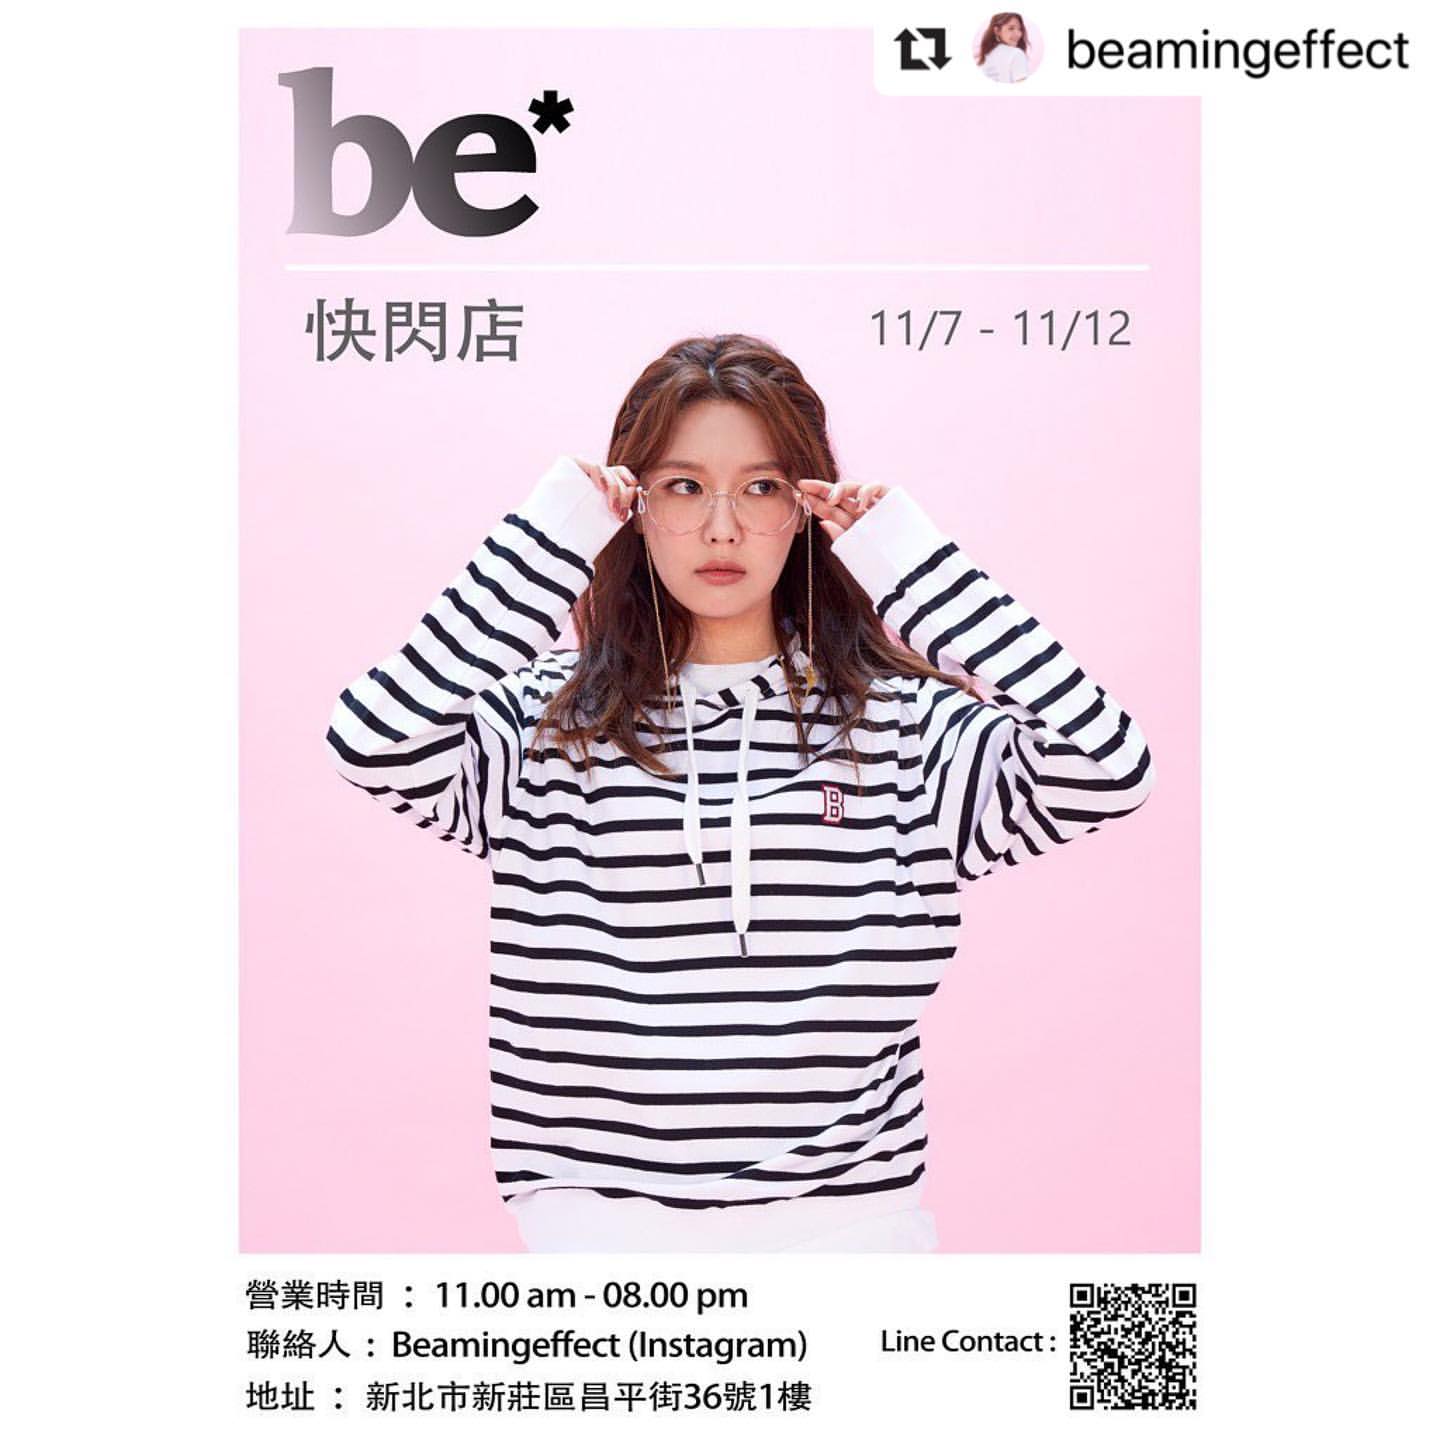 beamingeffect
be*
快閃店
11/7 - 11/12
B
營業時間 : 11.00 am - 08.00 pm
聯絡人 : Beamingeffect (Instagram)
Line Contact :
地址 : 新北市新莊區昌平街36號1樓